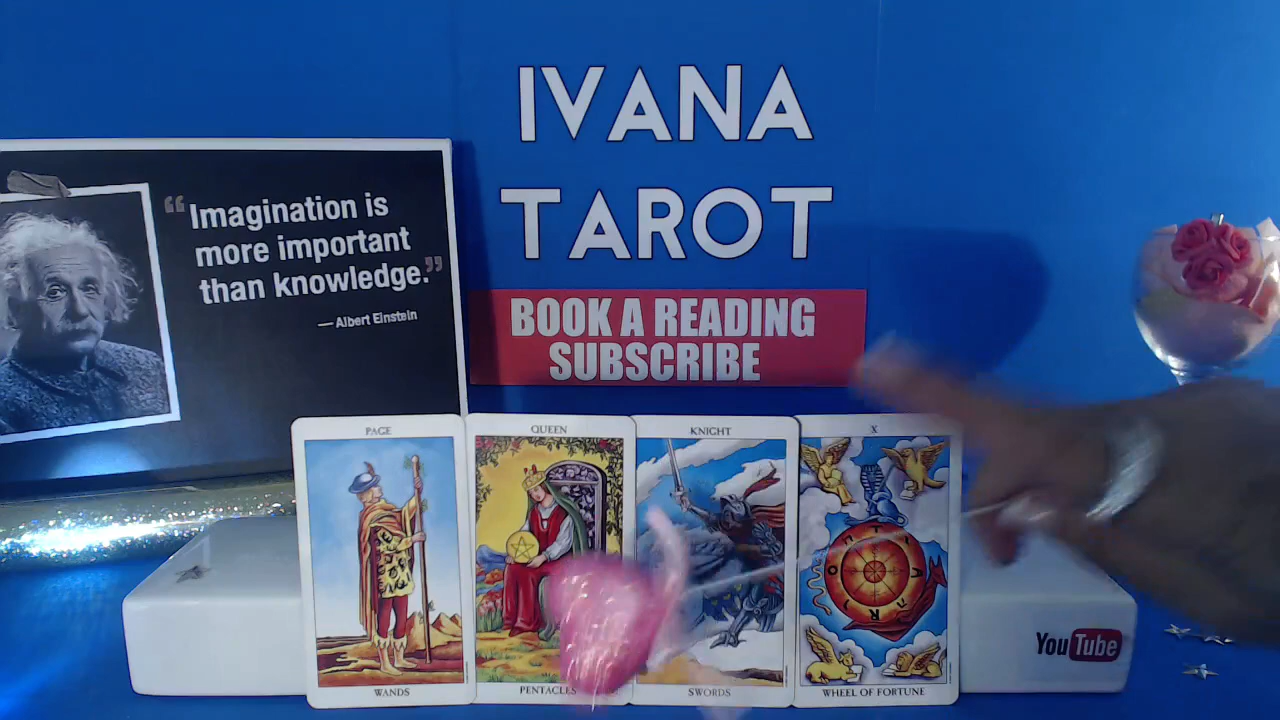 IVANA
TAROT
BOOK A READING
SUBSCRIBE
“Imagination is
more important
than knowledge.”
— Albert Einstein
PAGE
WANDS
QUEEN
PENTACLES
KNIGHT
SWORDS
X
WHEEL OF FORTUNE
YouTube